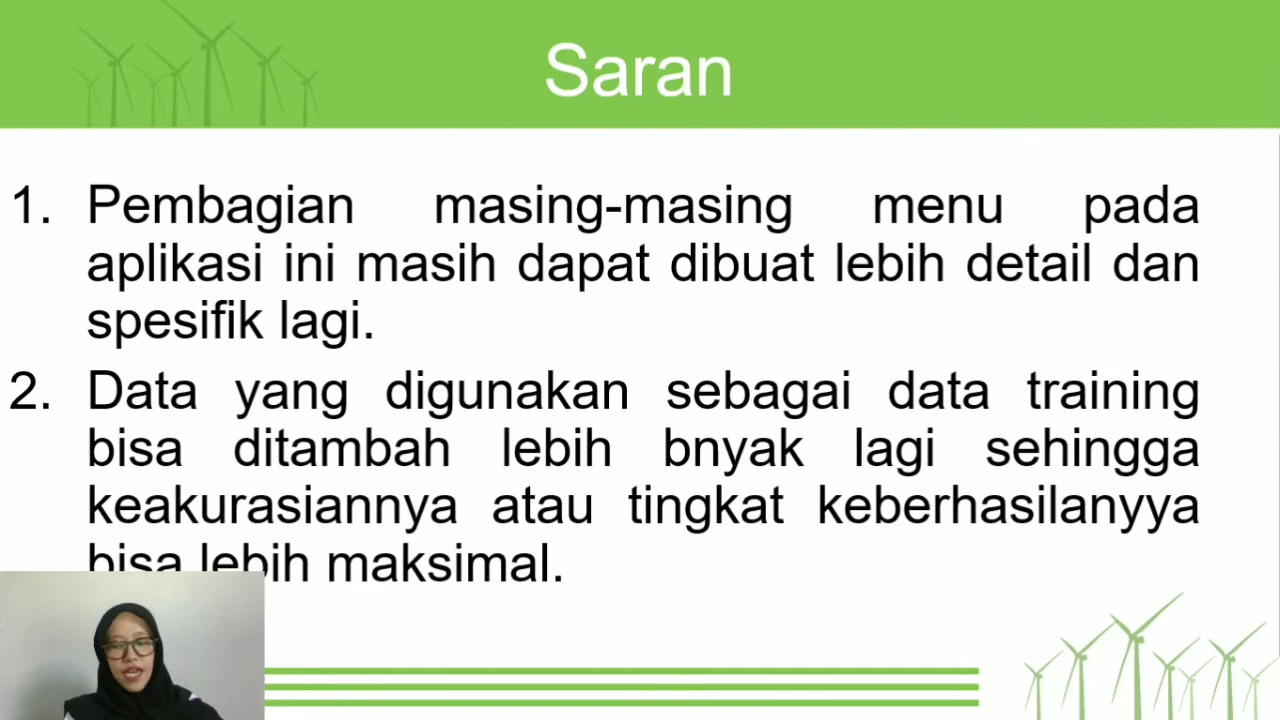 Saran
1. Pembagian masing-masing menu pada
aplikasi ini masih dapat dibuat lebih detail dan
spesifik lagi.
2. Data yang digunakan sebagai data training
bisa ditambah lebih bnyak lagi sehingga
keakurasiannya atau tingkat keberhasilanyya
bisa lebih maksimal.